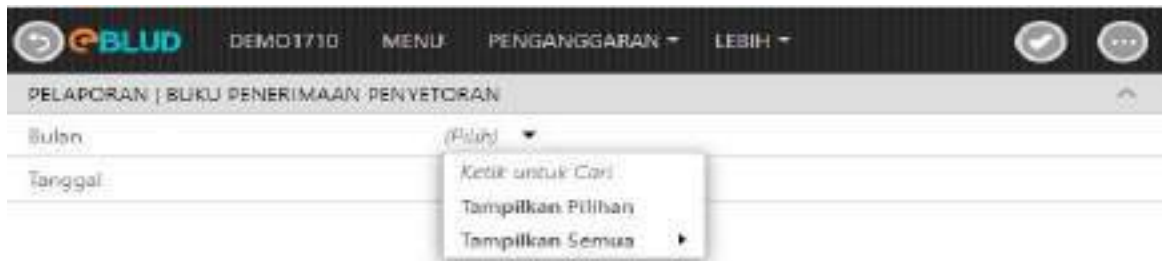 eBLUD DEMO1710 MENU PENGANGGARAN LEBIH
PELAPORAN | BUKU PENERIMAAN PENYETORAN
Bulan (Pilih)
Tanggal
Ketik untuk Cari
Tampilkan Pilihan
Tampilkan Semua